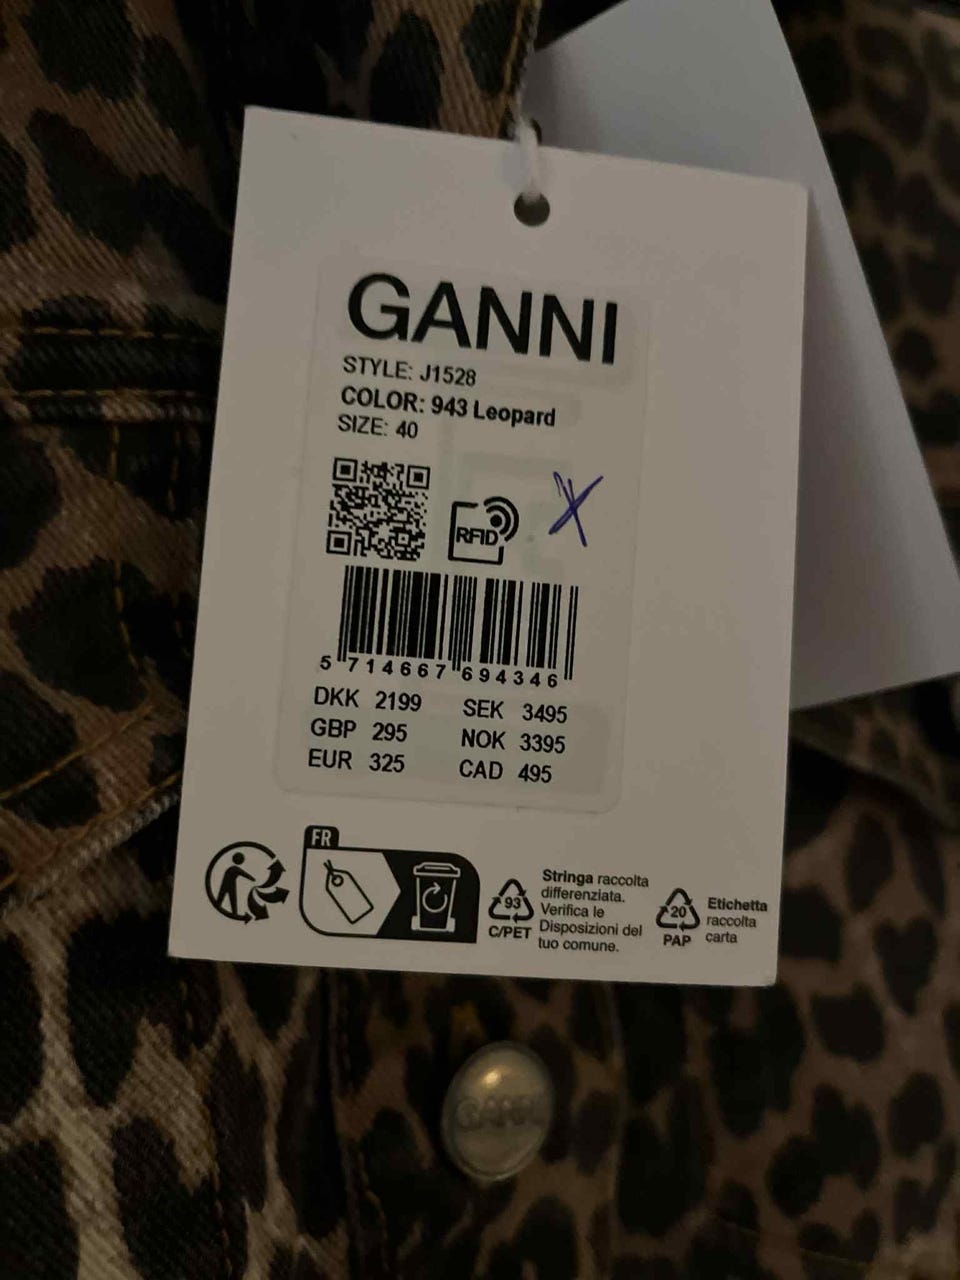 GANNI
STYLE: J1528
COLOR: 943 Leopard
SIZE: 40
RFID
X
5 714667 694346
DKK 2199 SEK 3495
GBP 295 NOK 3395
EUR 325 CAD 495
FR
93
C/PET
Stringa raccolta
differenziata.
Verifica le
Disposizioni del
tuo comune.
20
PAP
Etichetta
raccolta
carta
GANNI